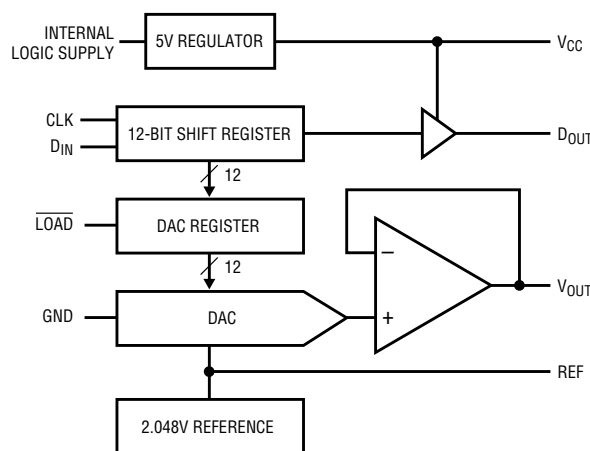 INTERNAL
LOGIC SUPPLY
5V REGULATOR
VCC
CLK
DIN
12-BIT SHIFT REGISTER
DOUT
12
LOAD
DAC REGISTER
12
GND
DAC
−
+
VOUT
REF
2.048V REFERENCE